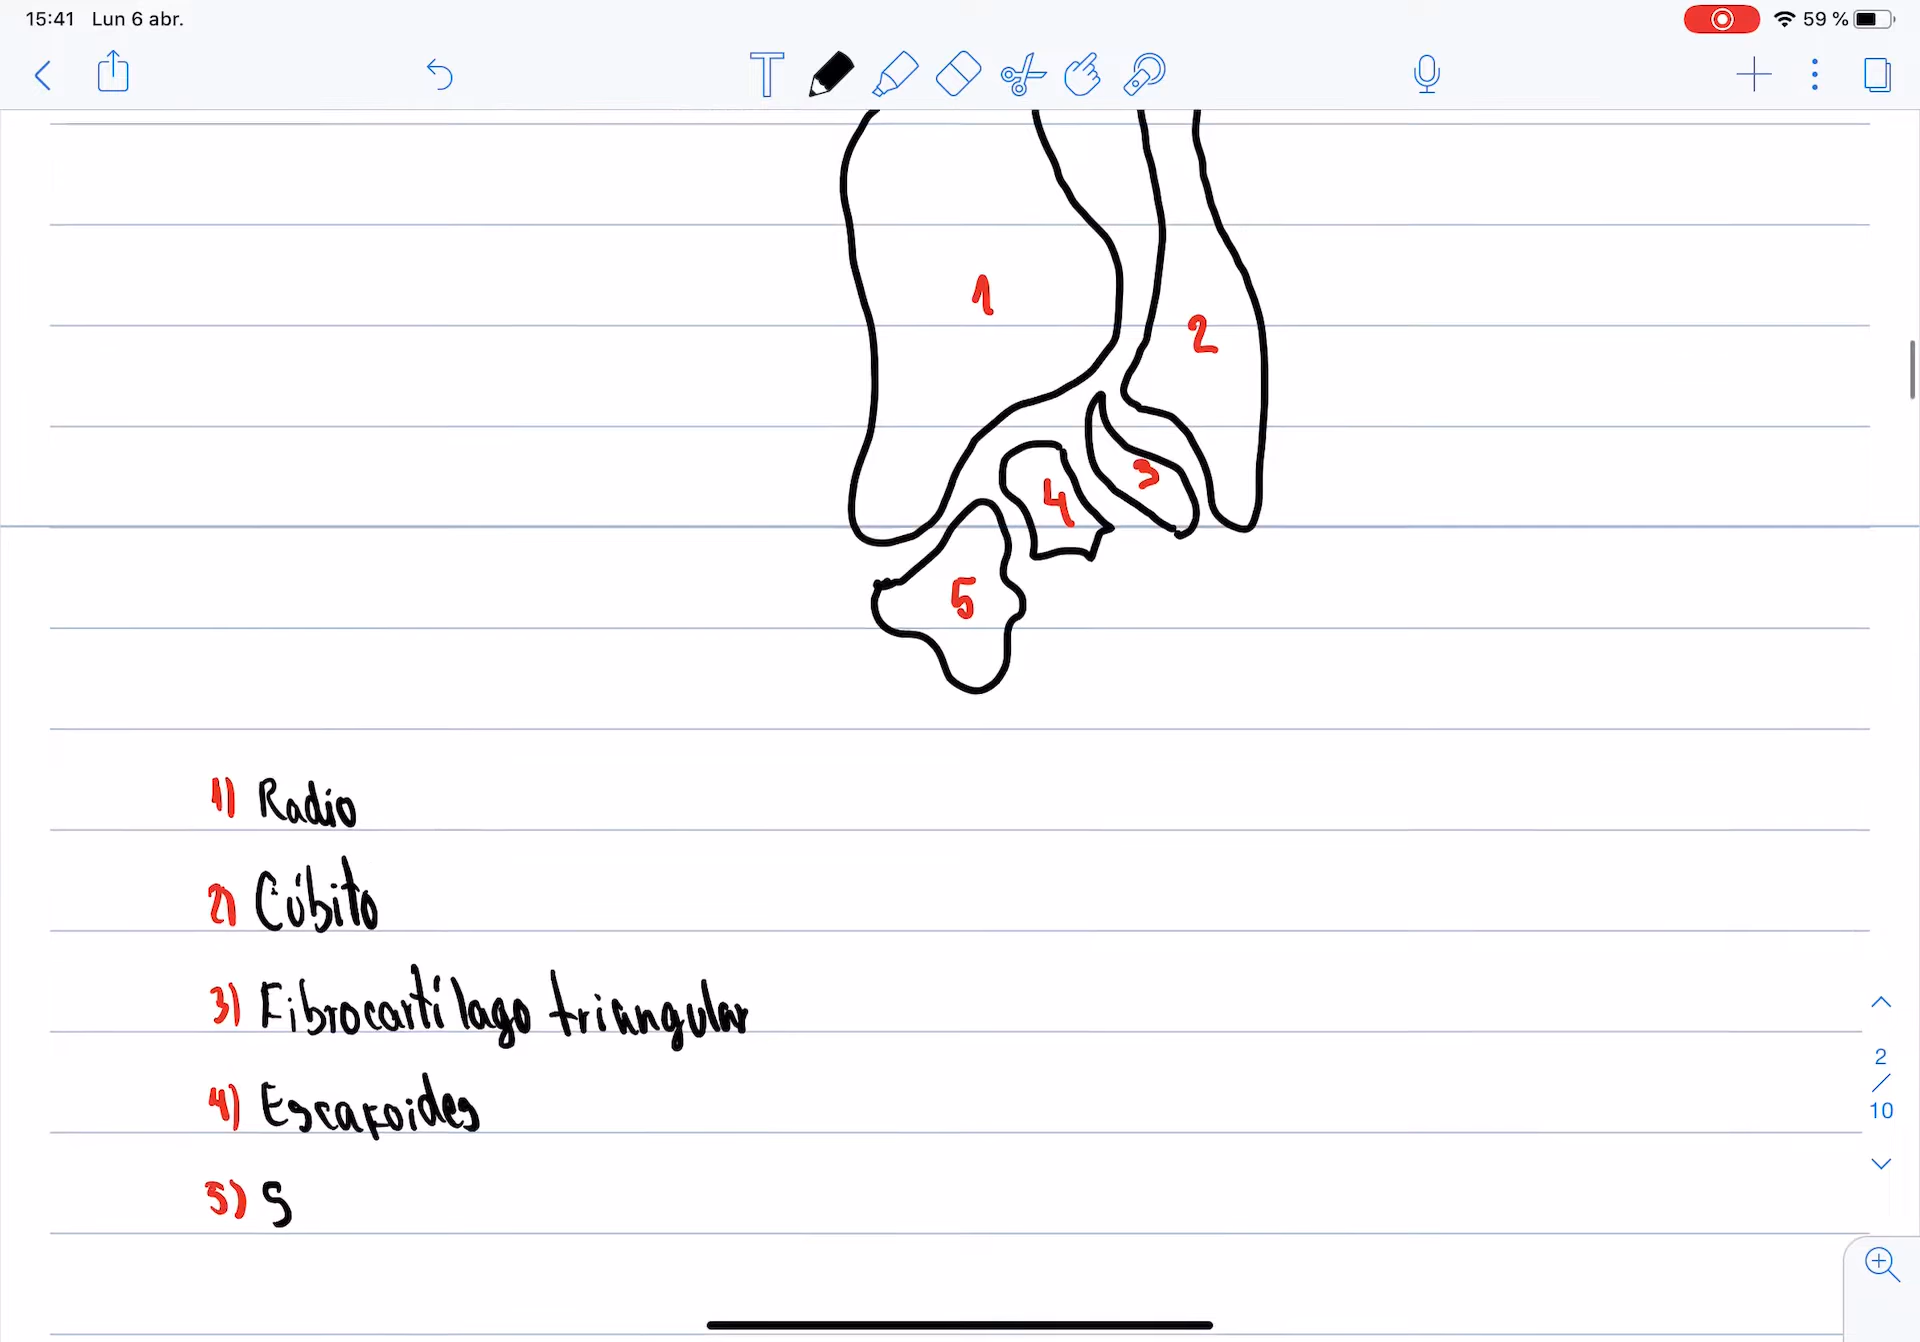 15:41 Lun 6 abr. 59 %
T
1
2
3
4
5
1) Radio
2) Cúbito
3) Fibrocartílago triangular
4) Escafoides
5) S
2
/
10